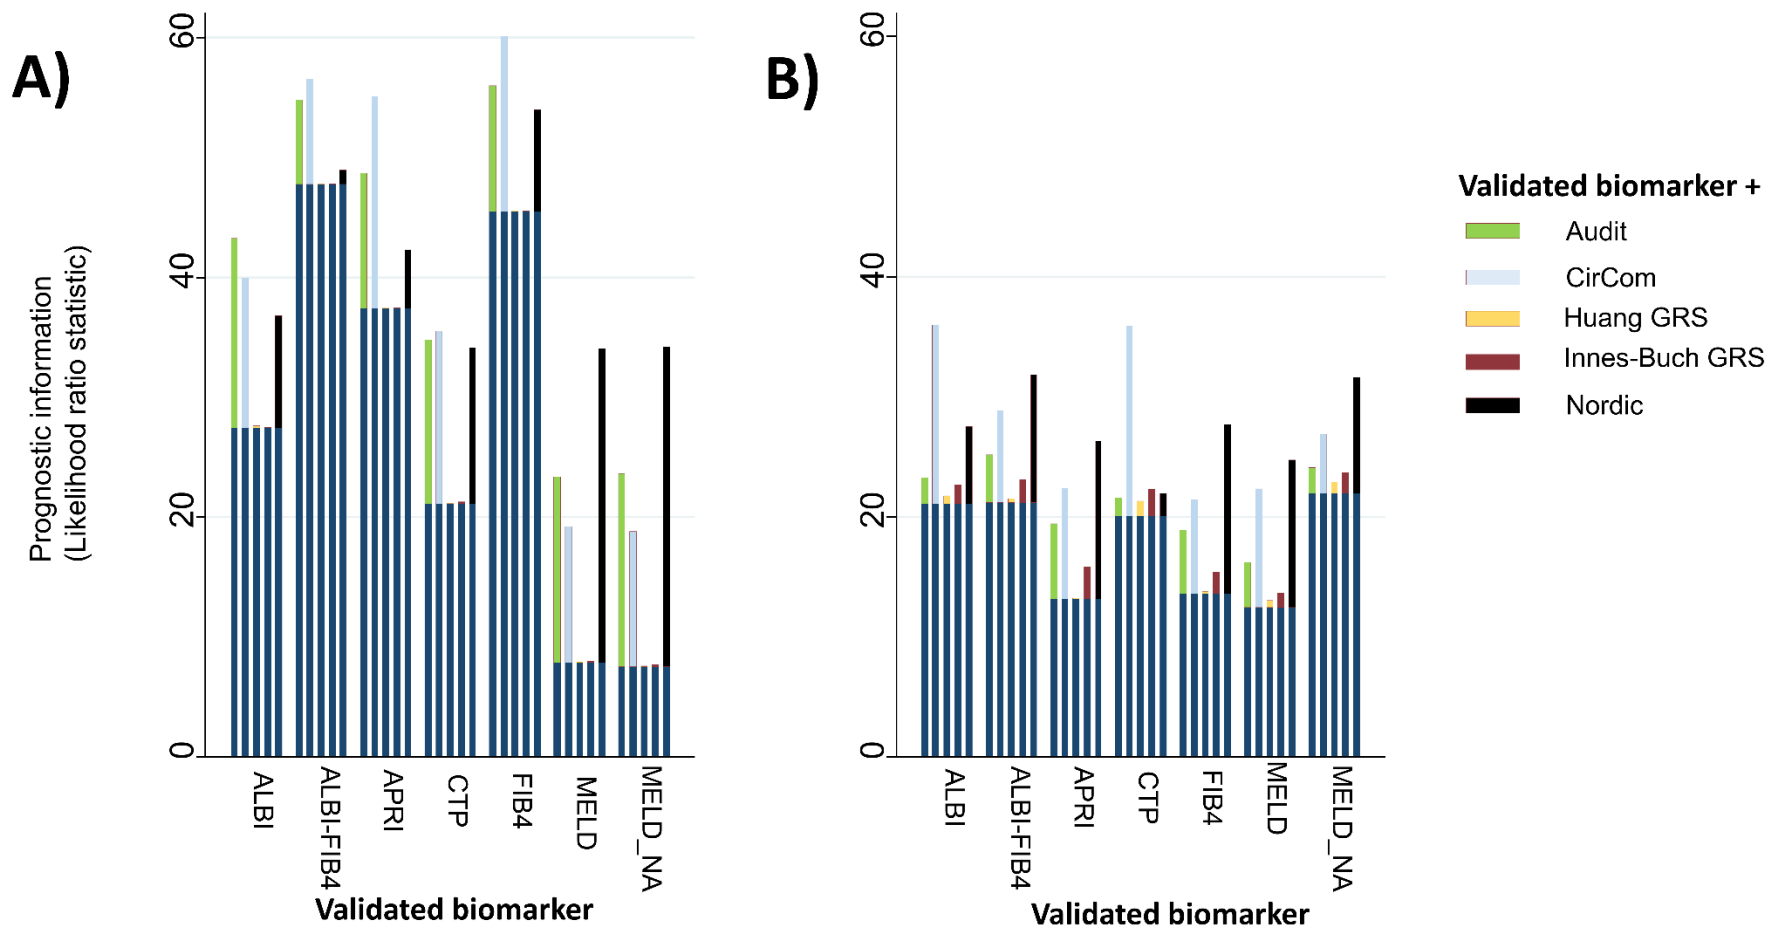 A)
Prognostic information
(Likelihood ratio statistic)
60
40
20
0
ALBI
ALBI-FIB4
APRI
CTP
FIB4
MELD
MELD_NA
Validated biomarker
B)
60
40
20
0
ALBI
ALBI-FIB4
APRI
CTP
FIB4
MELD
MELD_NA
Validated biomarker
Validated biomarker +
Audit
CirCom
Huang GRS
Innes-Buch GRS
Nordic